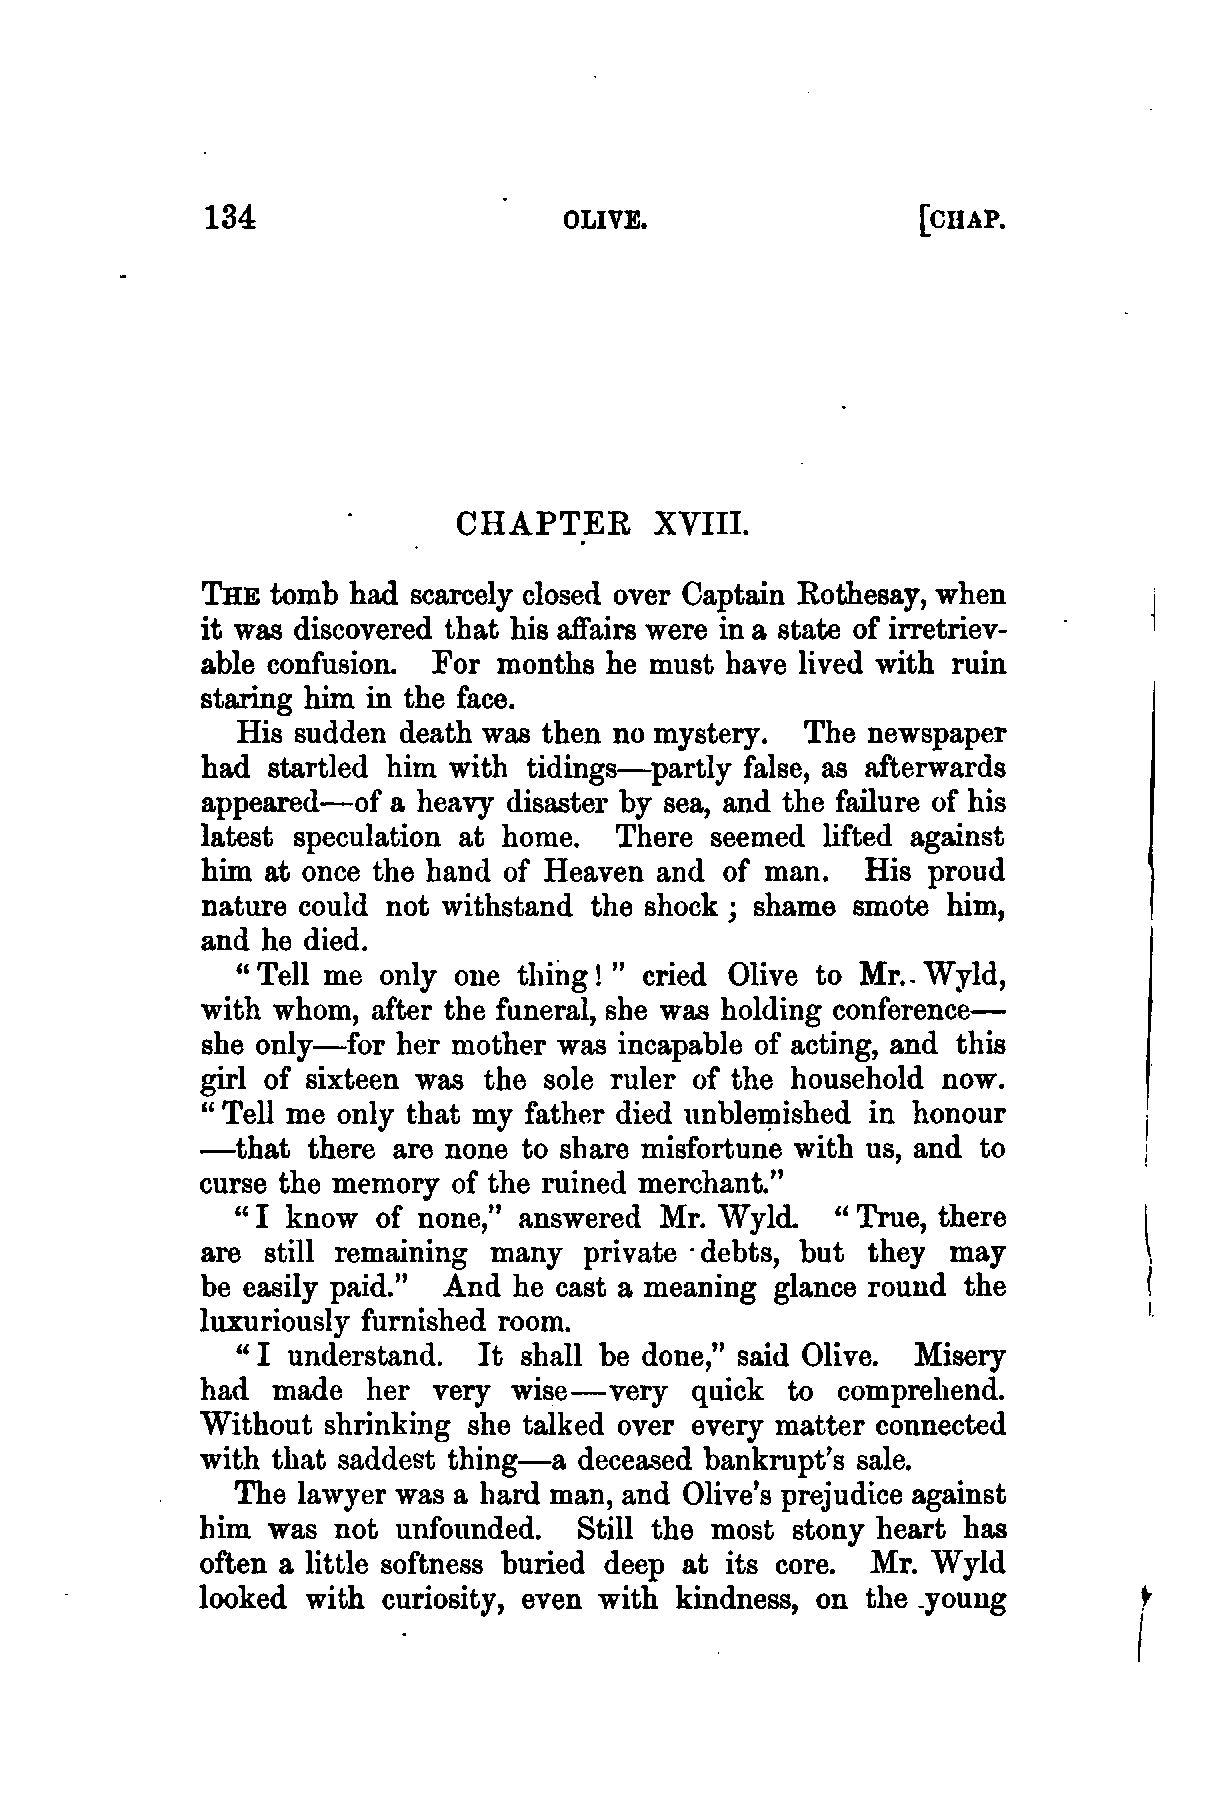 134 OLIVE. [CHAP.
CHAPTER XVIII.
THE tomb had scarcely closed over Captain Rothesay, when
it was discovered that his affairs were in a state of irretriev-
able confusion. For months he must have lived with ruin
staring him in the face.
His sudden death was then no mystery. The newspaper
had startled him with tidings—partly false, as afterwards
appeared—of a heavy disaster by sea, and the failure of his
latest speculation at home. There seemed lifted against
him at once the hand of Heaven and of man. His proud
nature could not withstand the shock ; shame smote him,
and he died.
“ Tell me only one thing! ” cried Olive to Mr. Wyld,
with whom, after the funeral, she was holding conference—
she only—for her mother was incapable of acting, and this
girl of sixteen was the sole ruler of the household now.
“ Tell me only that my father died unblemished in honour
—that there are none to share misfortune with us, and to
curse the memory of the ruined merchant.”
“ I know of none,” answered Mr. Wyld. “ True, there
are still remaining many private debts, but they may
be easily paid.” And he cast a meaning glance round the
luxuriously furnished room.
“ I understand. It shall be done,” said Olive. Misery
had made her very wise—very quick to comprehend.
Without shrinking she talked over every matter connected
with that saddest thing—a deceased bankrupt’s sale.
The lawyer was a hard man, and Olive’s prejudice against
him was not unfounded. Still the most stony heart has
often a little softness buried deep at its core. Mr. Wyld
looked with curiosity, even with kindness, on the young